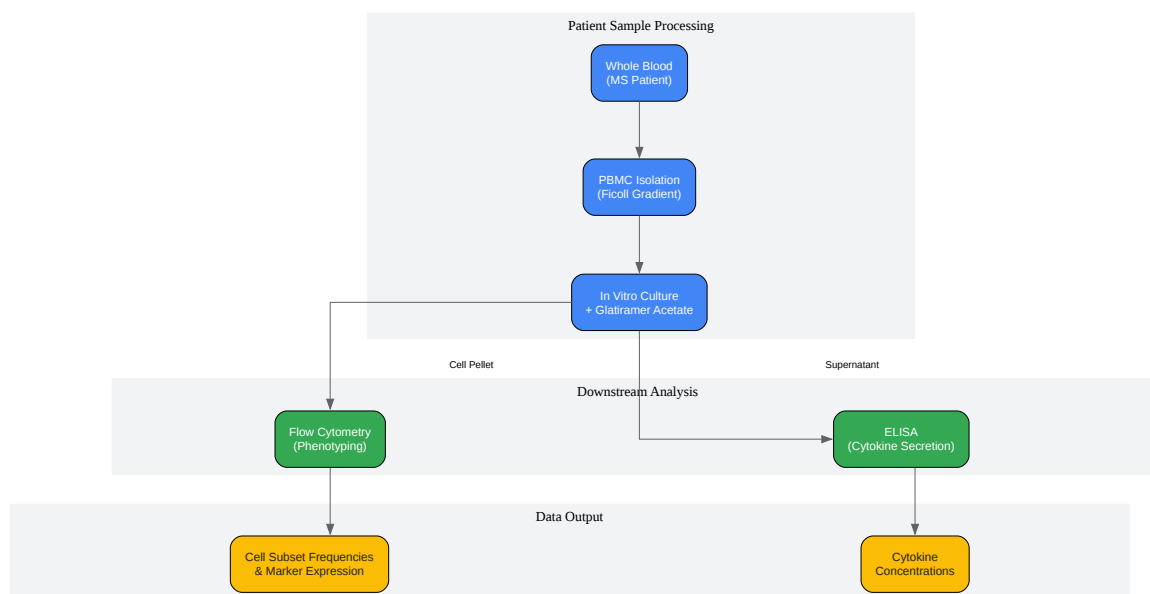 Patient Sample Processing
Whole Blood
(MS Patient)
PBMC Isolation
(Ficoll Gradient)
In Vitro Culture
+ Glatiramer Acetate
Cell Pellet
Supernatant
Downstream Analysis
Flow Cytometry
(Phenotyping)
ELISA
(Cytokine Secretion)
Data Output
Cell Subset Frequencies
& Marker Expression
Cytokine
Concentrations